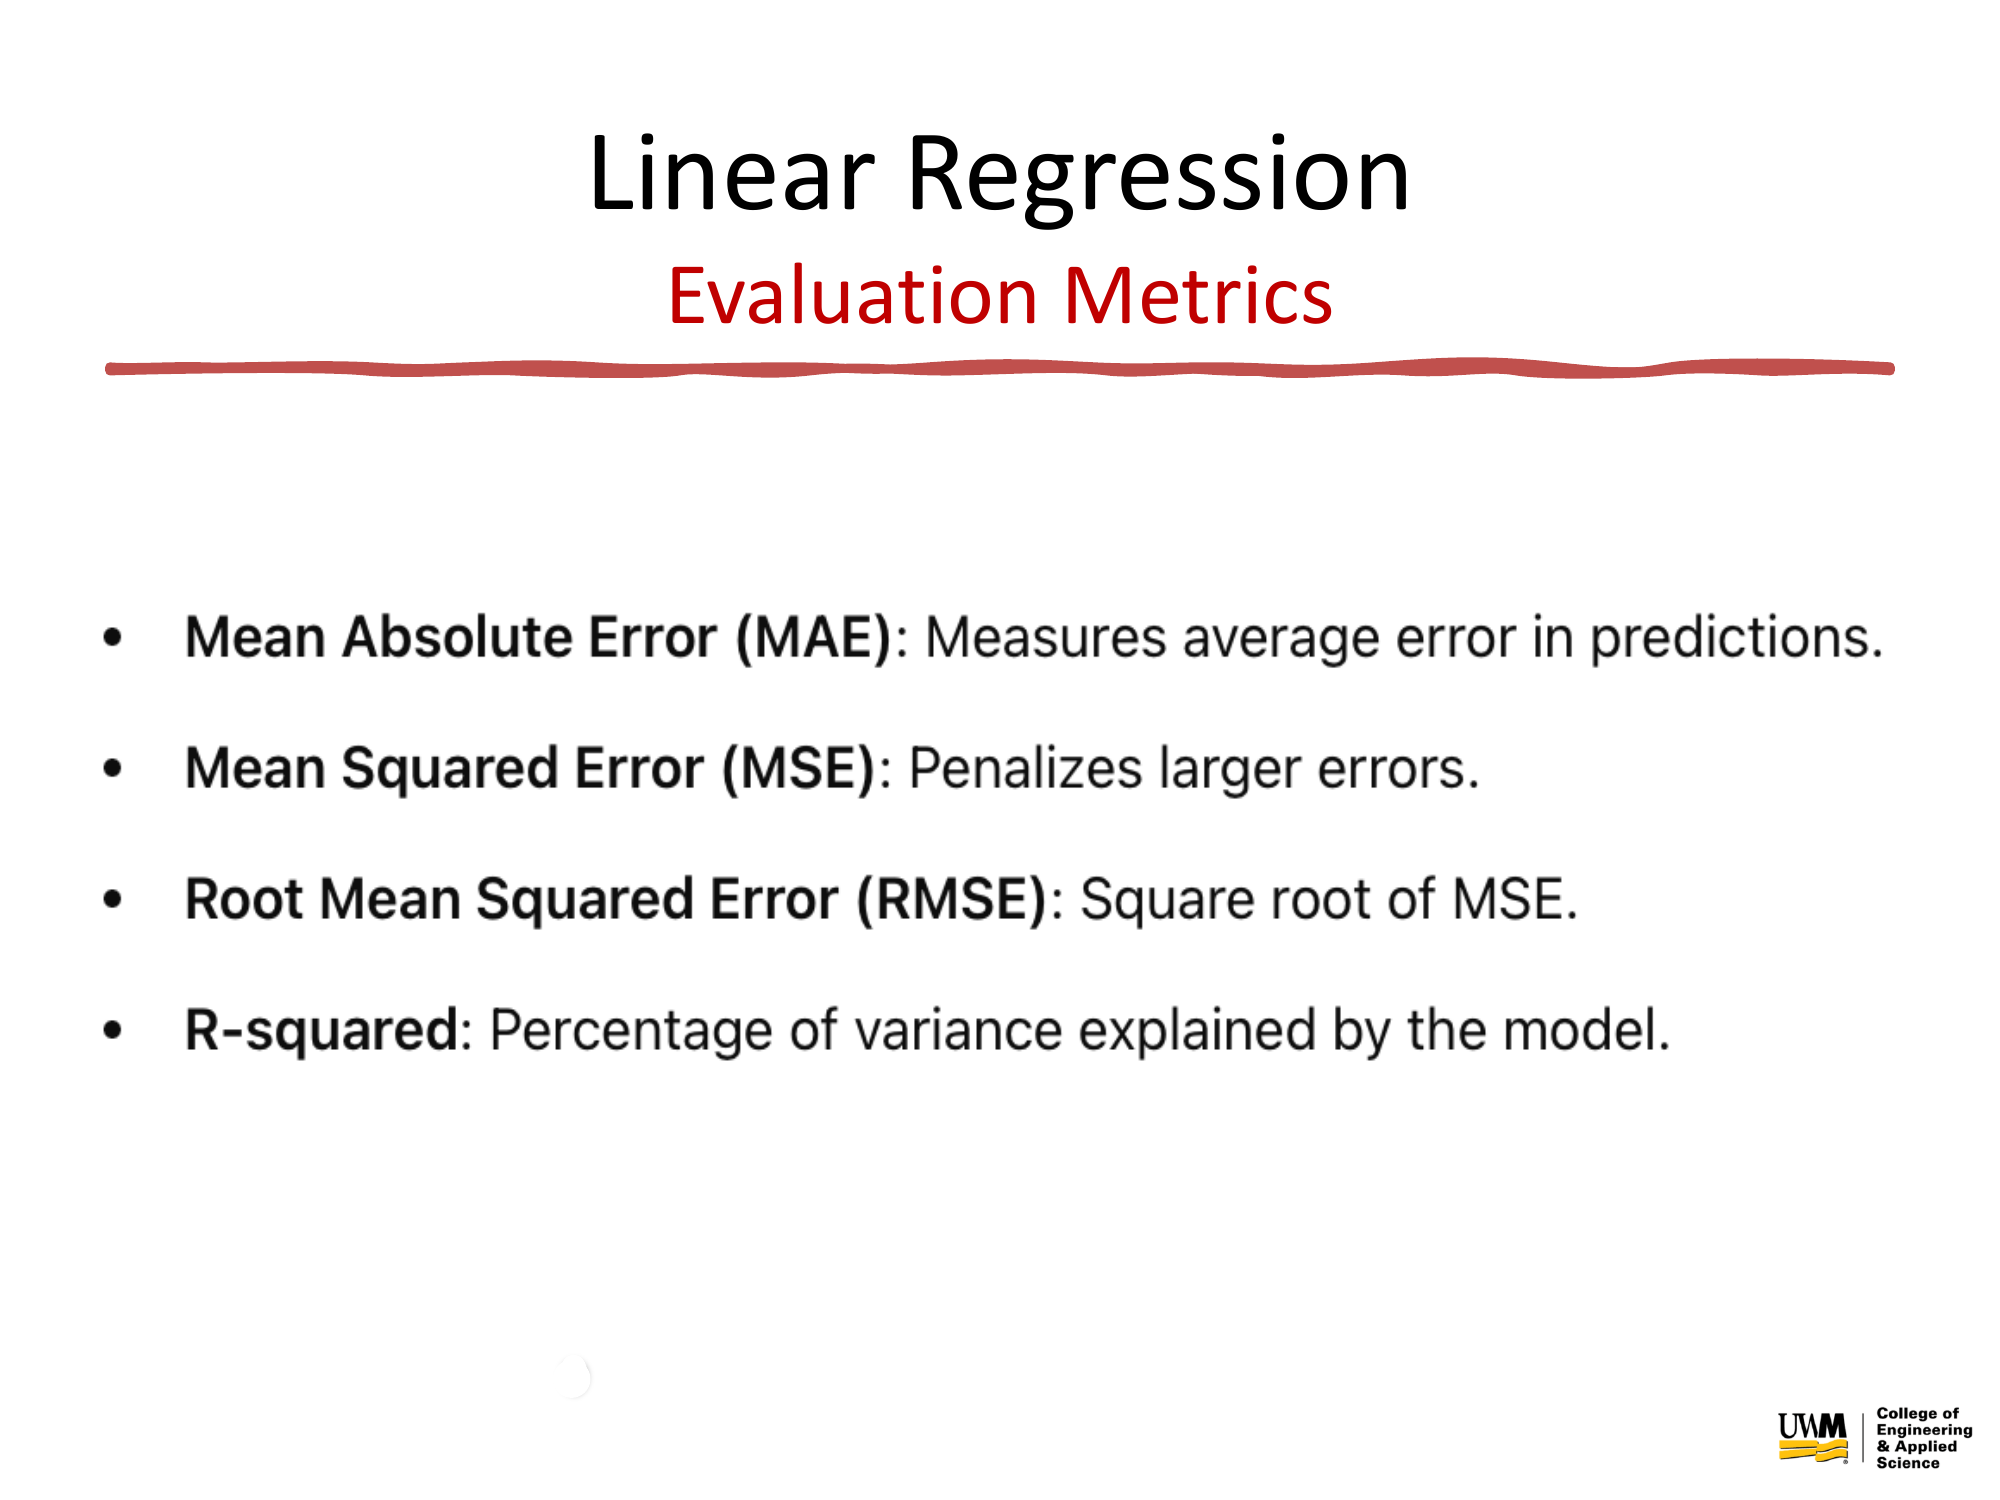 Linear Regression
Evaluation Metrics
• Mean Absolute Error (MAE): Measures average error in predictions.
• Mean Squared Error (MSE): Penalizes larger errors.
• Root Mean Squared Error (RMSE): Square root of MSE.
• R-squared: Percentage of variance explained by the model.
UWM
College of
Engineering
& Applied
Science